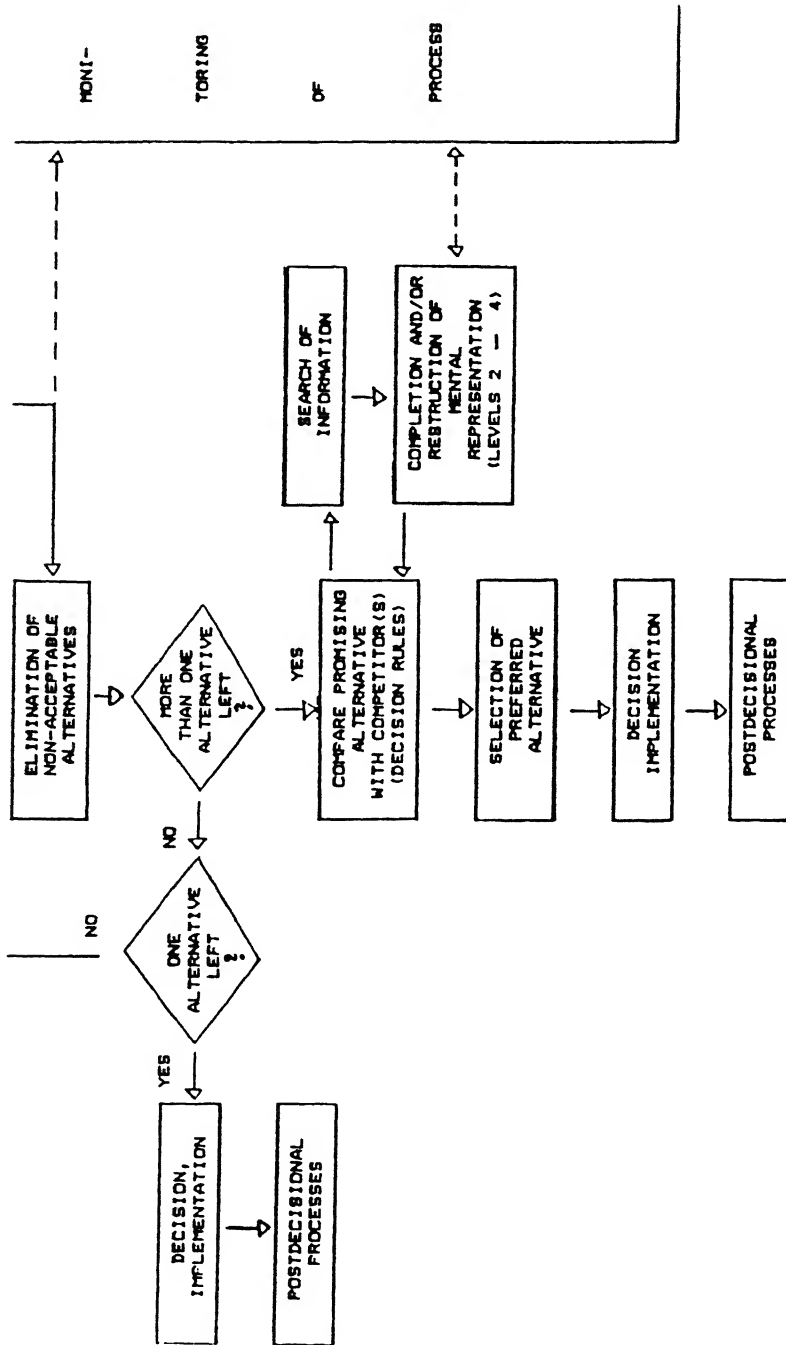 ELIMINATION OF
NON-ACCEPTABLE
ALTERNATIVES
MORE
THAN ONE
ALTERNATIVE
LEFT
?
NO
YES
NO
ONE
ALTERNATIVE
LEFT
?
YES
DECISION,
IMPLEMENTATION
POSTDECISIONAL
PROCESSES
COMPARE PROMISING
ALTERNATIVE
WITH COMPETITOR(S)
(DECISION RULES)
SEARCH OF
INFORMATION
COMPLETION AND/OR
RESTRUCTION OF
MENTAL
REPRESENTATION
(LEVELS 2 — 4)
SELECTION OF
PREFERRED
ALTERNATIVE
DECISION
IMPLEMENTATION
POSTDECISIONAL
PROCESSES
MONI-
TORING
OF
PROCESS